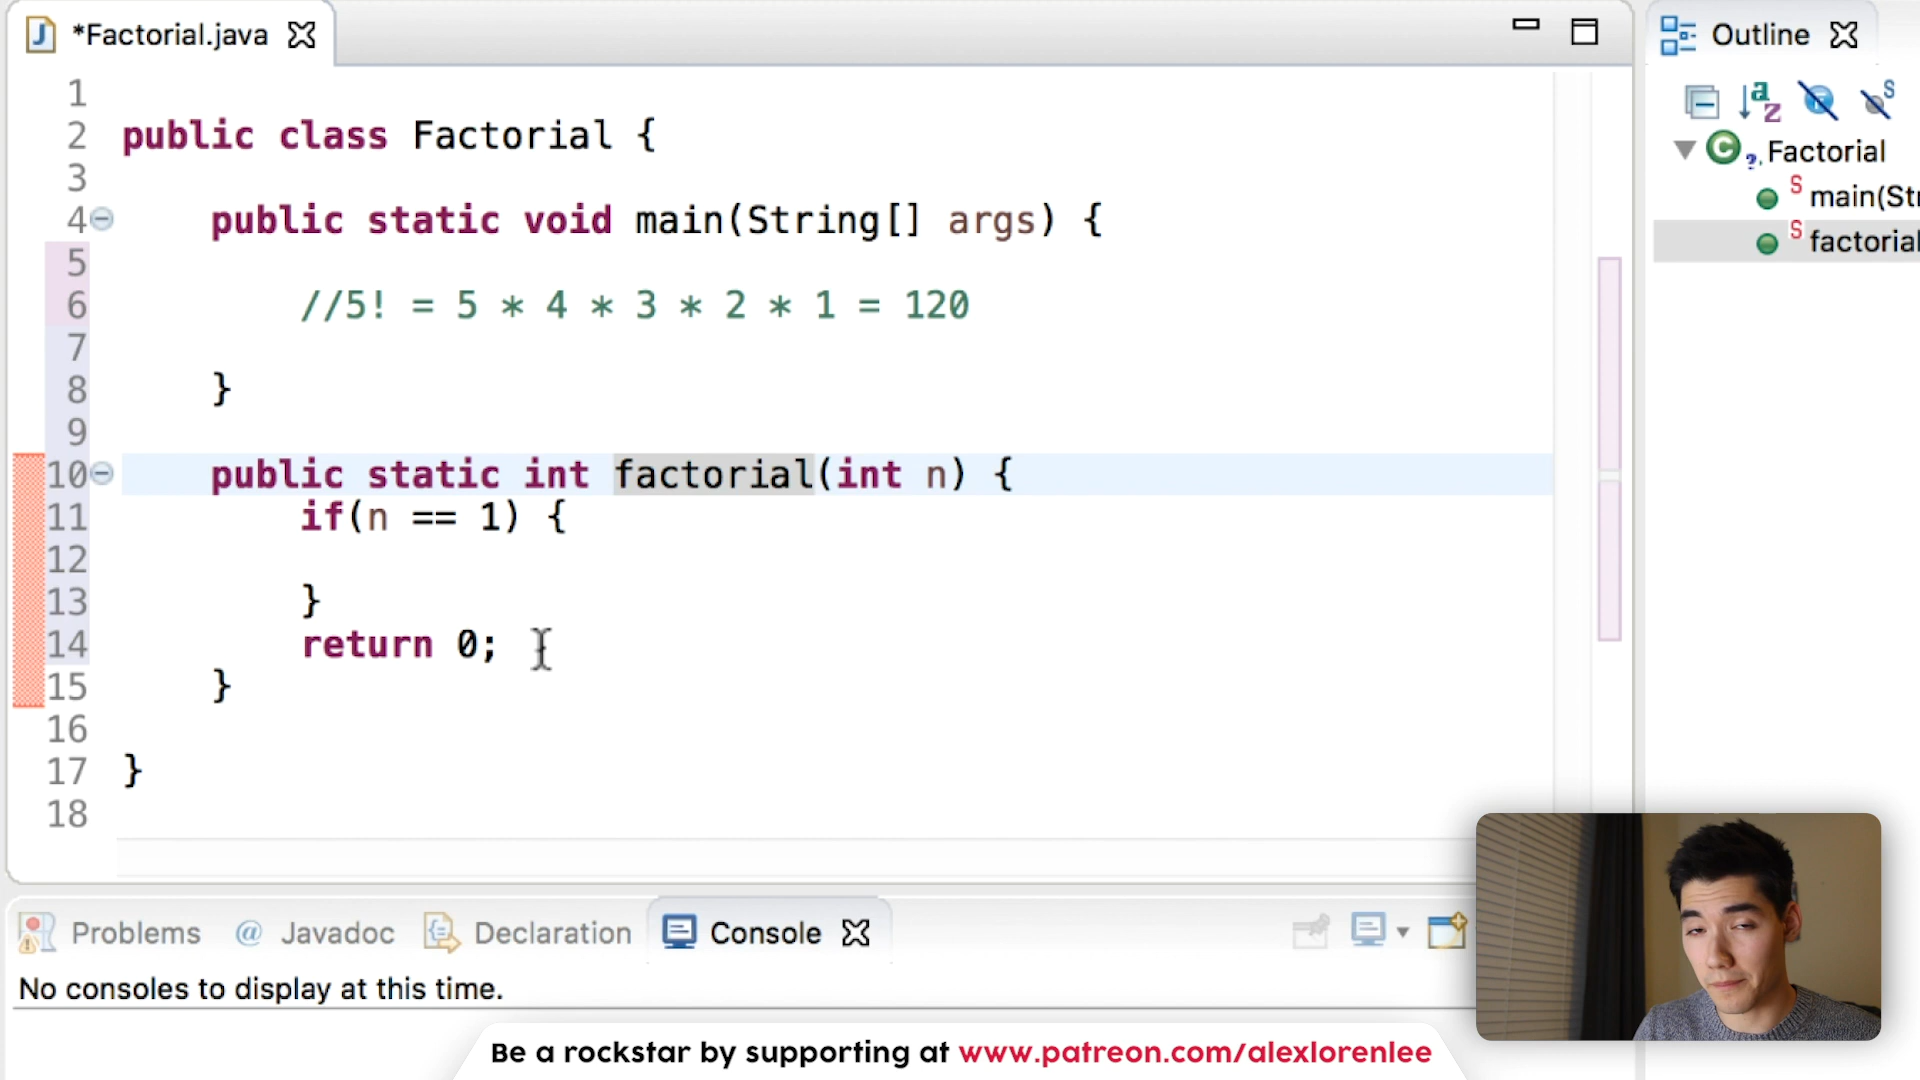 *Factorial.java
Outline
1
2 public class Factorial {
3
4 public static void main(String[] args) {
5
6 //5! = 5 * 4 * 3 * 2 * 1 = 120
7
8 }
9
10 public static int factorial(int n) {
11 if(n == 1) {
12
13 }
14 return 0;
15 }
16
17 }
18
Factorial
main(Str
factorial
Problems @ Javadoc Declaration Console
No consoles to display at this time.
Be a rockstar by supporting at www.patreon.com/alexlorenlee